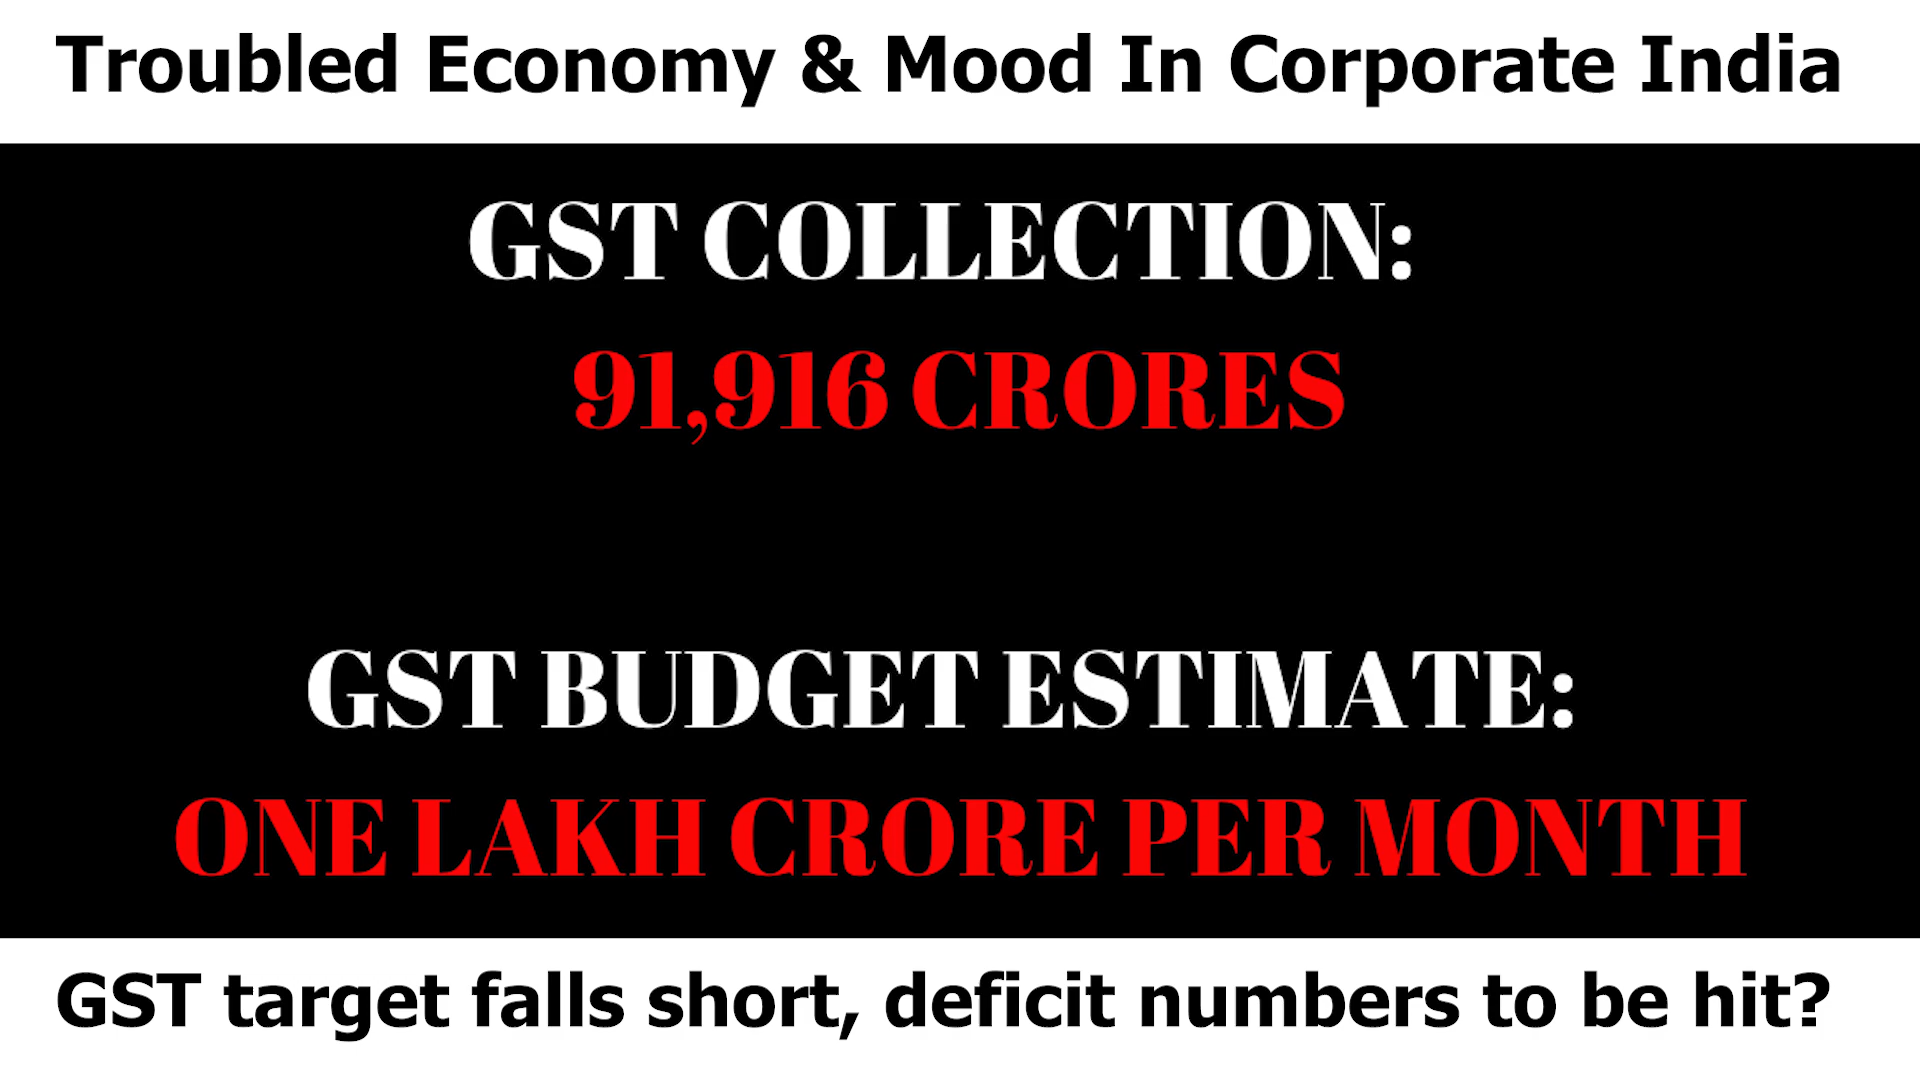 Troubled Economy & Mood In Corporate India
GST COLLECTION:
91,916 CRORES
GST BUDGET ESTIMATE:
ONE LAKH CRORE PER MONTH
GST target falls short, deficit numbers to be hit?